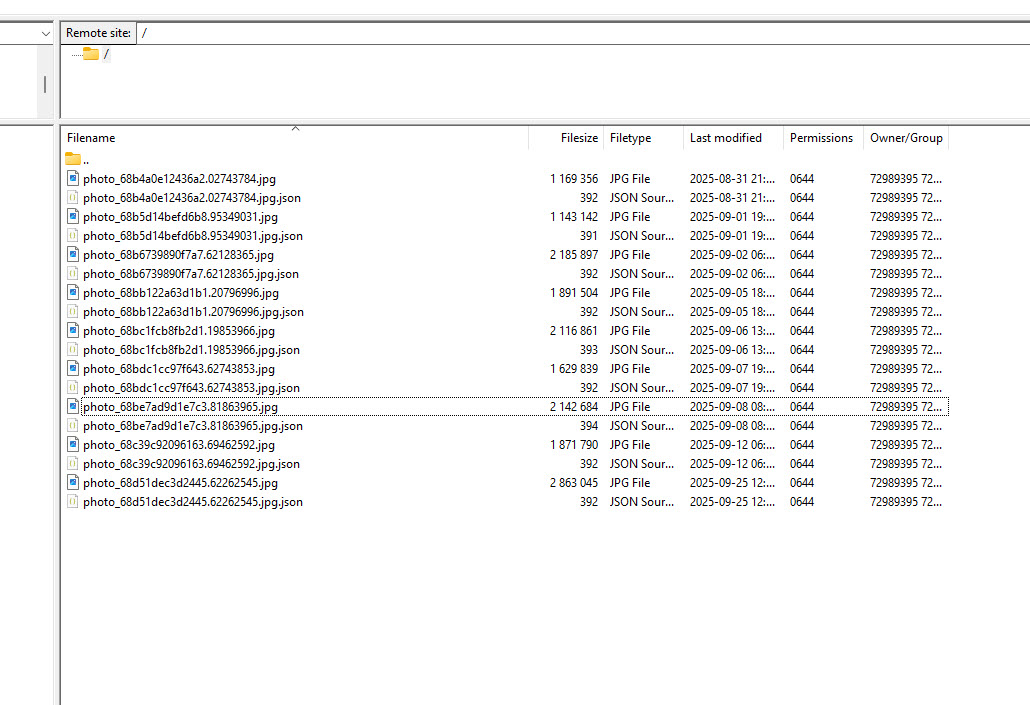 Remote site: /
/
Filename Filesize Filetype Last modified Permissions Owner/Group
..
photo_68b4a0e12436a2.02743784.jpg 1 169 356 JPG File 2025-08-31 21:... 0644 72989395 72...
photo_68b4a0e12436a2.02743784.jpg.json 392 JSON Sour... 2025-08-31 21:... 0644 72989395 72...
photo_68b5d14befd6b8.95349031.jpg 1 143 142 JPG File 2025-09-01 19:... 0644 72989395 72...
photo_68b5d14befd6b8.95349031.jpg.json 391 JSON Sour... 2025-09-01 19:... 0644 72989395 72...
photo_68b6739890f7a7.62128365.jpg 2 185 897 JPG File 2025-09-02 06:... 0644 72989395 72...
photo_68b6739890f7a7.62128365.jpg.json 392 JSON Sour... 2025-09-02 06:... 0644 72989395 72...
photo_68bb122a63d1b1.20796996.jpg 1 891 504 JPG File 2025-09-05 18:... 0644 72989395 72...
photo_68bb122a63d1b1.20796996.jpg.json 392 JSON Sour... 2025-09-05 18:... 0644 72989395 72...
photo_68bc1fcb8fb2d1.19853966.jpg 2 116 861 JPG File 2025-09-06 13:... 0644 72989395 72...
photo_68bc1fcb8fb2d1.19853966.jpg.json 393 JSON Sour... 2025-09-06 13:... 0644 72989395 72...
photo_68bdc1cc97f643.62743853.jpg 1 629 839 JPG File 2025-09-07 19:... 0644 72989395 72...
photo_68bdc1cc97f643.62743853.jpg.json 392 JSON Sour... 2025-09-07 19:... 0644 72989395 72...
photo_68be7ad9d1e7c3.81863965.jpg 2 142 684 JPG File 2025-09-08 08:... 0644 72989395 72...
photo_68be7ad9d1e7c3.81863965.jpg.json 394 JSON Sour... 2025-09-08 08:... 0644 72989395 72...
photo_68c39c92096163.69462592.jpg 1 871 790 JPG File 2025-09-12 06:... 0644 72989395 72...
photo_68c39c92096163.69462592.jpg.json 392 JSON Sour... 2025-09-12 06:... 0644 72989395 72...
photo_68d51dec3d2445.62262545.jpg 2 863 045 JPG File 2025-09-25 12:... 0644 72989395 72...
photo_68d51dec3d2445.62262545.jpg.json 392 JSON Sour... 2025-09-25 12:... 0644 72989395 72...